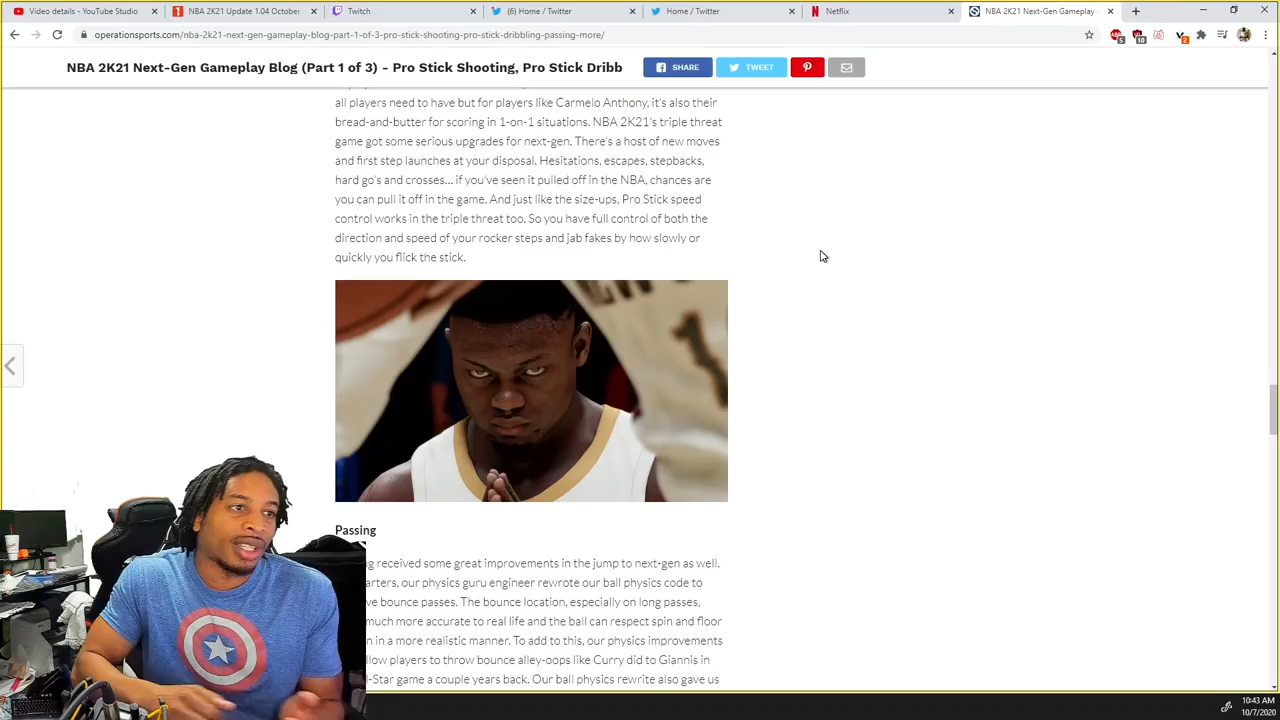 Video details - YouTube Studio
NBA 2K21 Update 1.04 October
Twitch
(6) Home / Twitter
Home / Twitter
Netflix
NBA 2K21 Next-Gen Gameplay
operationsports.com/nba-2k21-next-gen-gameplay-blog-part-1-of-3-pro-stick-shooting-pro-stick-dribbling-passing-more/
NBA 2K21 Next-Gen Gameplay Blog (Part 1 of 3) - Pro Stick Shooting, Pro Stick Dribb
SHARE
TWEET
all players need to have but for players like Carmelo Anthony, it's also their
bread-and-butter for scoring in 1-on-1 situations. NBA 2K21's triple threat
game got some serious upgrades for next-gen. There's a host of new moves
and first step launches at your disposal. Hesitations, escapes, stepbacks,
hard go's and crosses... if you've seen it pulled off in the NBA, chances are
you can pull it off in the game. And just like the size-ups, Pro Stick speed
control works in the triple threat too. So you have full control of both the
direction and speed of your rocker steps and jab fakes by how slowly or
quickly you flick the stick.
Passing
received some great improvements in the jump to next-gen as well.
our physics guru engineer rewrote our ball physics code to
bounce passes. The bounce location, especially on long passes,
much more accurate to real life and the ball can respect spin and floor
in a more realistic manner. To add to this, our physics improvements
players to throw bounce alley-oops like Curry did to Giannis in
-Star game a couple years back. Our ball physics rewrite also gave us
10:43 AM
10/7/2020